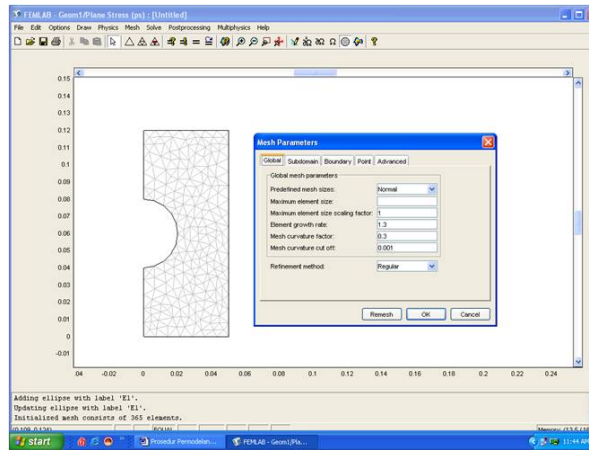 FEMLAB - Geom1/Plane Stress (ps) : [Untitled]
File Edit Options Draw Physics Mesh Solve Postprocessing Multiphysics Help
0.15
0.14
0.13
0.12
0.11
0.1
0.09
0.08
0.07
0.06
0.05
0.04
0.03
0.02
0.01
0
-0.01
.04 -0.02 0 0.02 0.04 0.06 0.08 0.1 0.12 0.14 0.16 0.18 0.2 0.22 0.24
Mesh Parameters
Global Subdomain Boundary Point Advanced
Global mesh parameters
Predefined mesh sizes: Normal
Maximum element size:
Maximum element size scaling factor: 1
Element growth rate: 1.3
Mesh curvature factor: 0.3
Mesh curvature cut off: 0.001
Refinement method: Regular
Remesh OK Cancel
Adding ellipse with label 'E1'.
Updating ellipse with label 'E1'.
Initialized mesh consists of 365 elements.
EQUAL
start
Prosedur Permodelan...
FEMLAB - Geom1/Pla...
11:44 AM